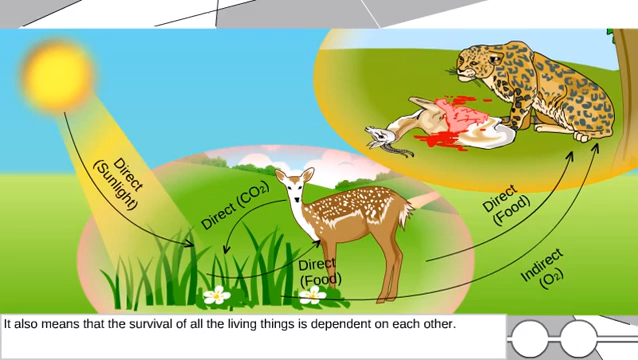 Direct
(Sunlight)
Direct (CO₂)
Direct
(Food)
Direct
(Food)
Indirect
(O₂)
It also means that the survival of all the living things is dependent on each other.